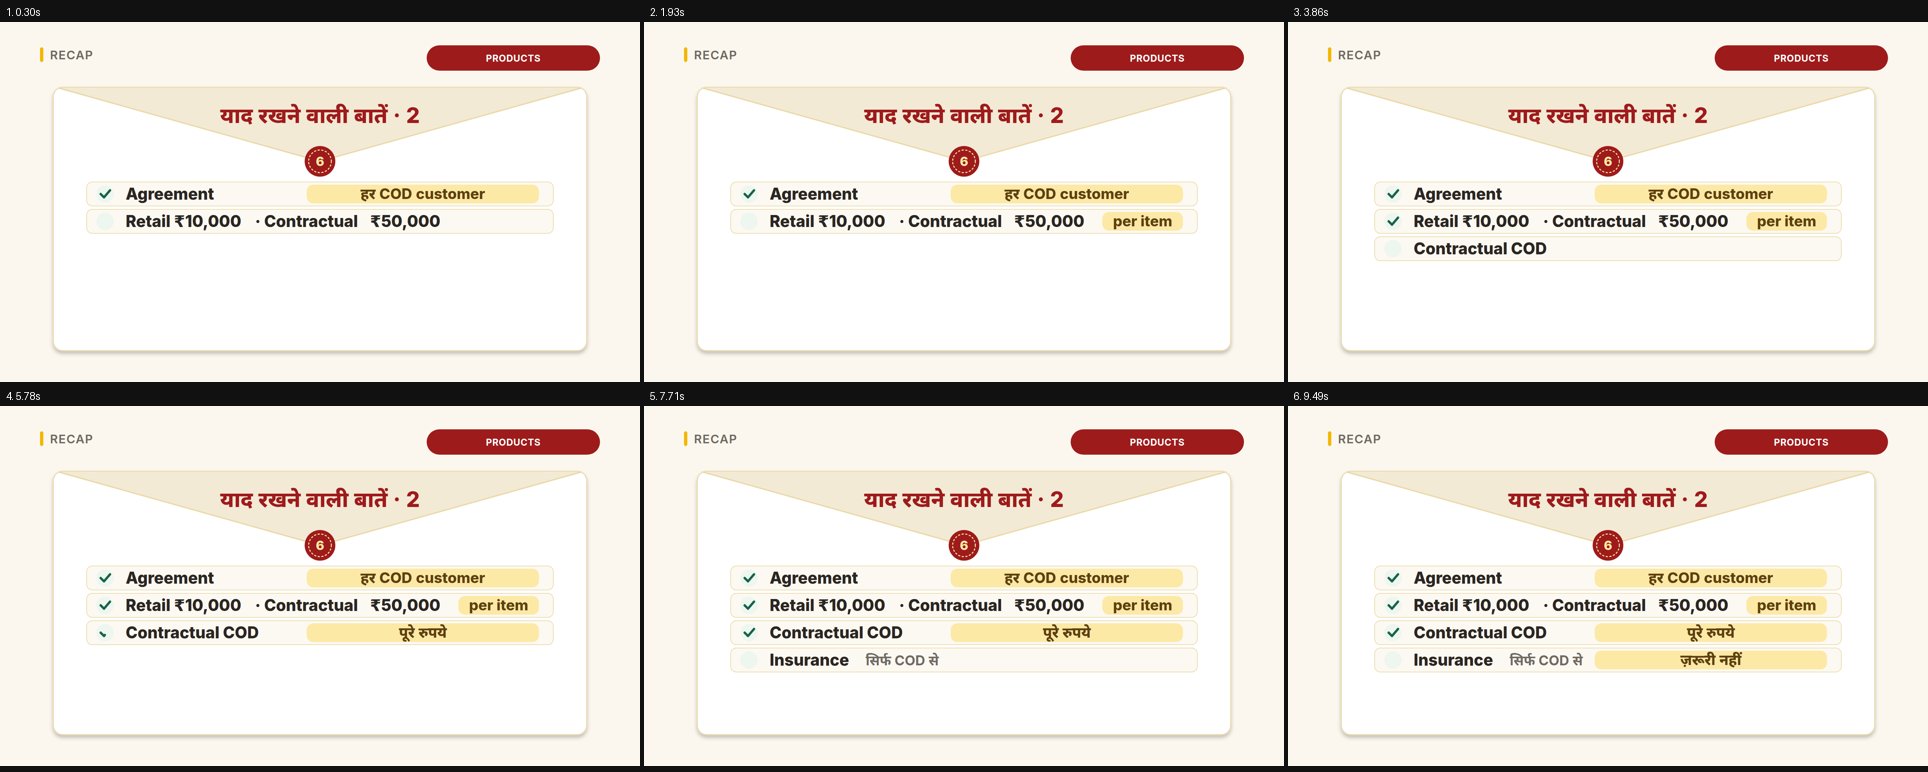 1. 0.30s
RECAP
PRODUCTS
याद रखने वाली बातें · 2
6
Agreement हर COD customer
Retail ₹10,000 · Contractual ₹50,000
2. 1.93s
RECAP
PRODUCTS
याद रखने वाली बातें · 2
6
Agreement हर COD customer
Retail ₹10,000 · Contractual ₹50,000 per item
3. 3.86s
RECAP
PRODUCTS
याद रखने वाली बातें · 2
6
Agreement हर COD customer
Retail ₹10,000 · Contractual ₹50,000 per item
Contractual COD
4. 5.78s
RECAP
PRODUCTS
याद रखने वाली बातें · 2
6
Agreement हर COD customer
Retail ₹10,000 · Contractual ₹50,000 per item
Contractual COD पूरे रुपये
5. 7.71s
RECAP
PRODUCTS
याद रखने वाली बातें · 2
6
Agreement हर COD customer
Retail ₹10,000 · Contractual ₹50,000 per item
Contractual COD पूरे रुपये
Insurance सिर्फ COD से
6. 9.49s
RECAP
PRODUCTS
याद रखने वाली बातें · 2
6
Agreement हर COD customer
Retail ₹10,000 · Contractual ₹50,000 per item
Contractual COD पूरे रुपये
Insurance सिर्फ COD से ज़रूरी नहीं